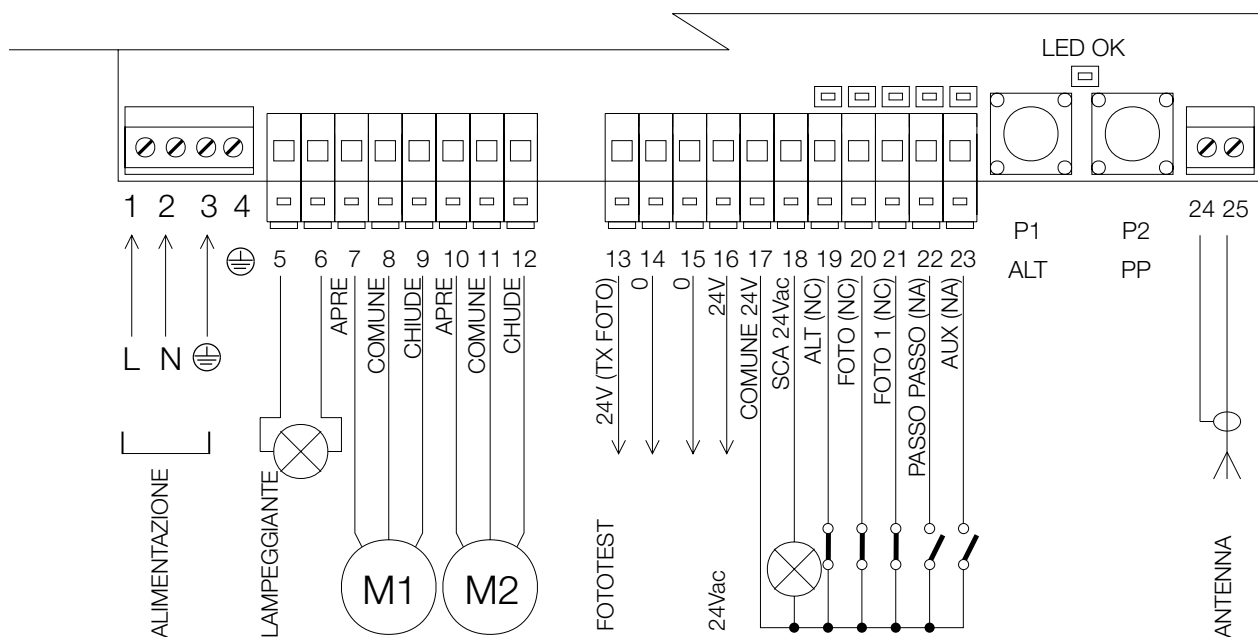 LED OK
1 2 3 4
5 6 7 8 9 10 11 12
13 14 15 16 17 18 19 20 21 22 23
24 25
P1
ALT
P2
PP
L N
APRE
COMUNE
CHIUDE
APRE
COMUNE
CHUDE
24V (TX FOTO)
0
0
24V
COMUNE 24V
SCA 24Vac
ALT (NC)
FOTO (NC)
FOTO 1 (NC)
PASSO PASSO (NA)
AUX (NA)
ALIMENTAZIONE
LAMPEGGIANTE
M1
M2
FOTOTEST
24Vac
ANTENNA